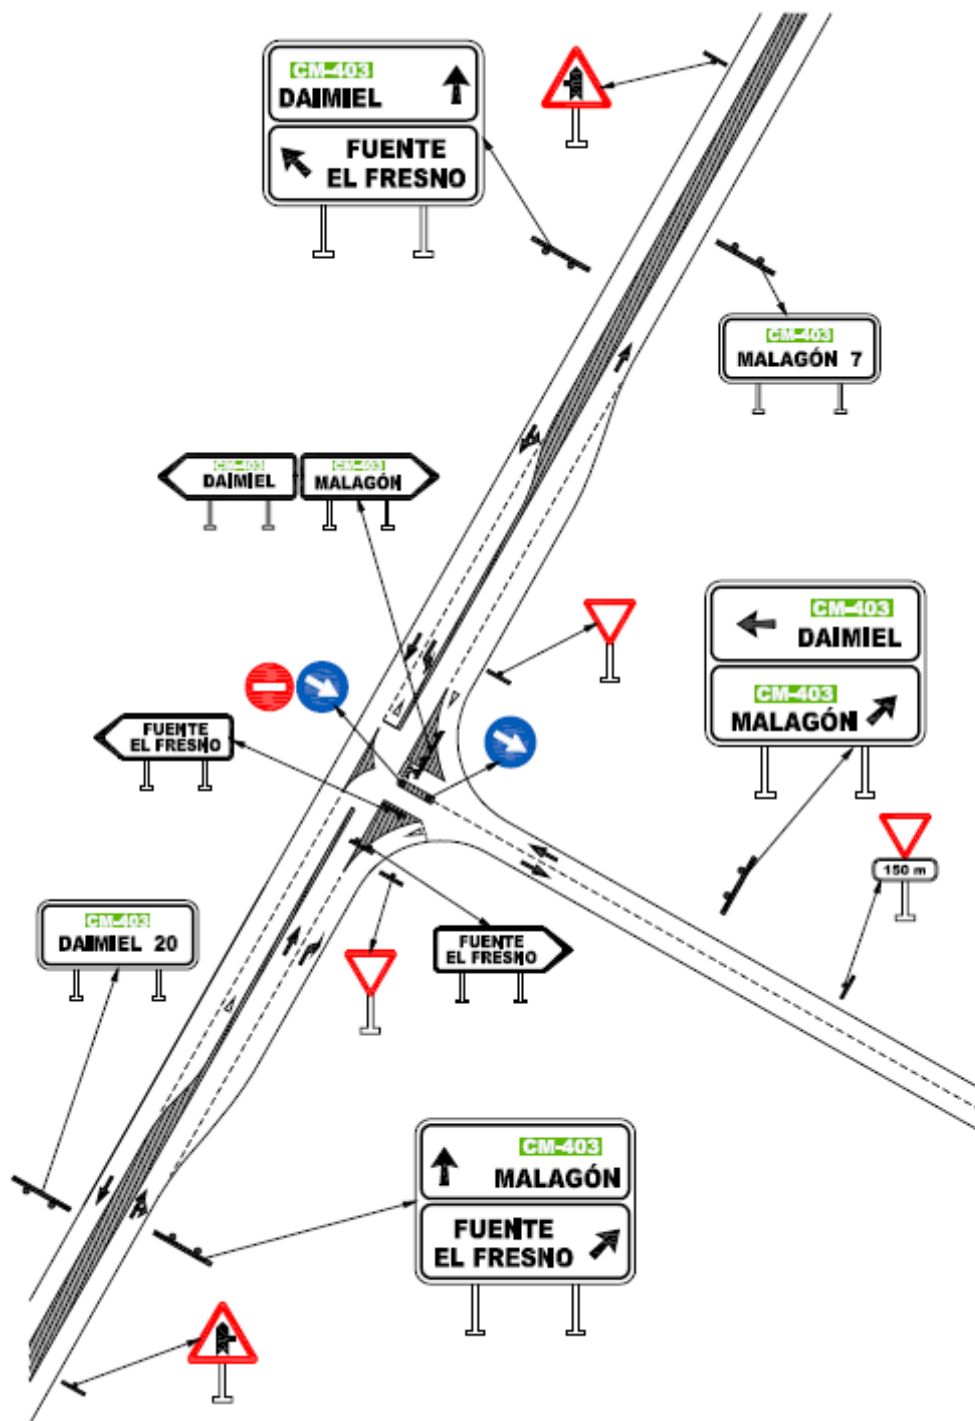 CM-403
DAIMIEL
FUENTE
EL FRESNO
CM-403
MALAGÓN 7
CM-403
DAIMIEL
CM-403
MALAGÓN
CM-403
DAIMIEL
CM-403
MALAGÓN
FUENTE
EL FRESNO
150 m
CM-403
DAIMIEL 20
FUENTE
EL FRESNO
CM-403
MALAGÓN
FUENTE
EL FRESNO